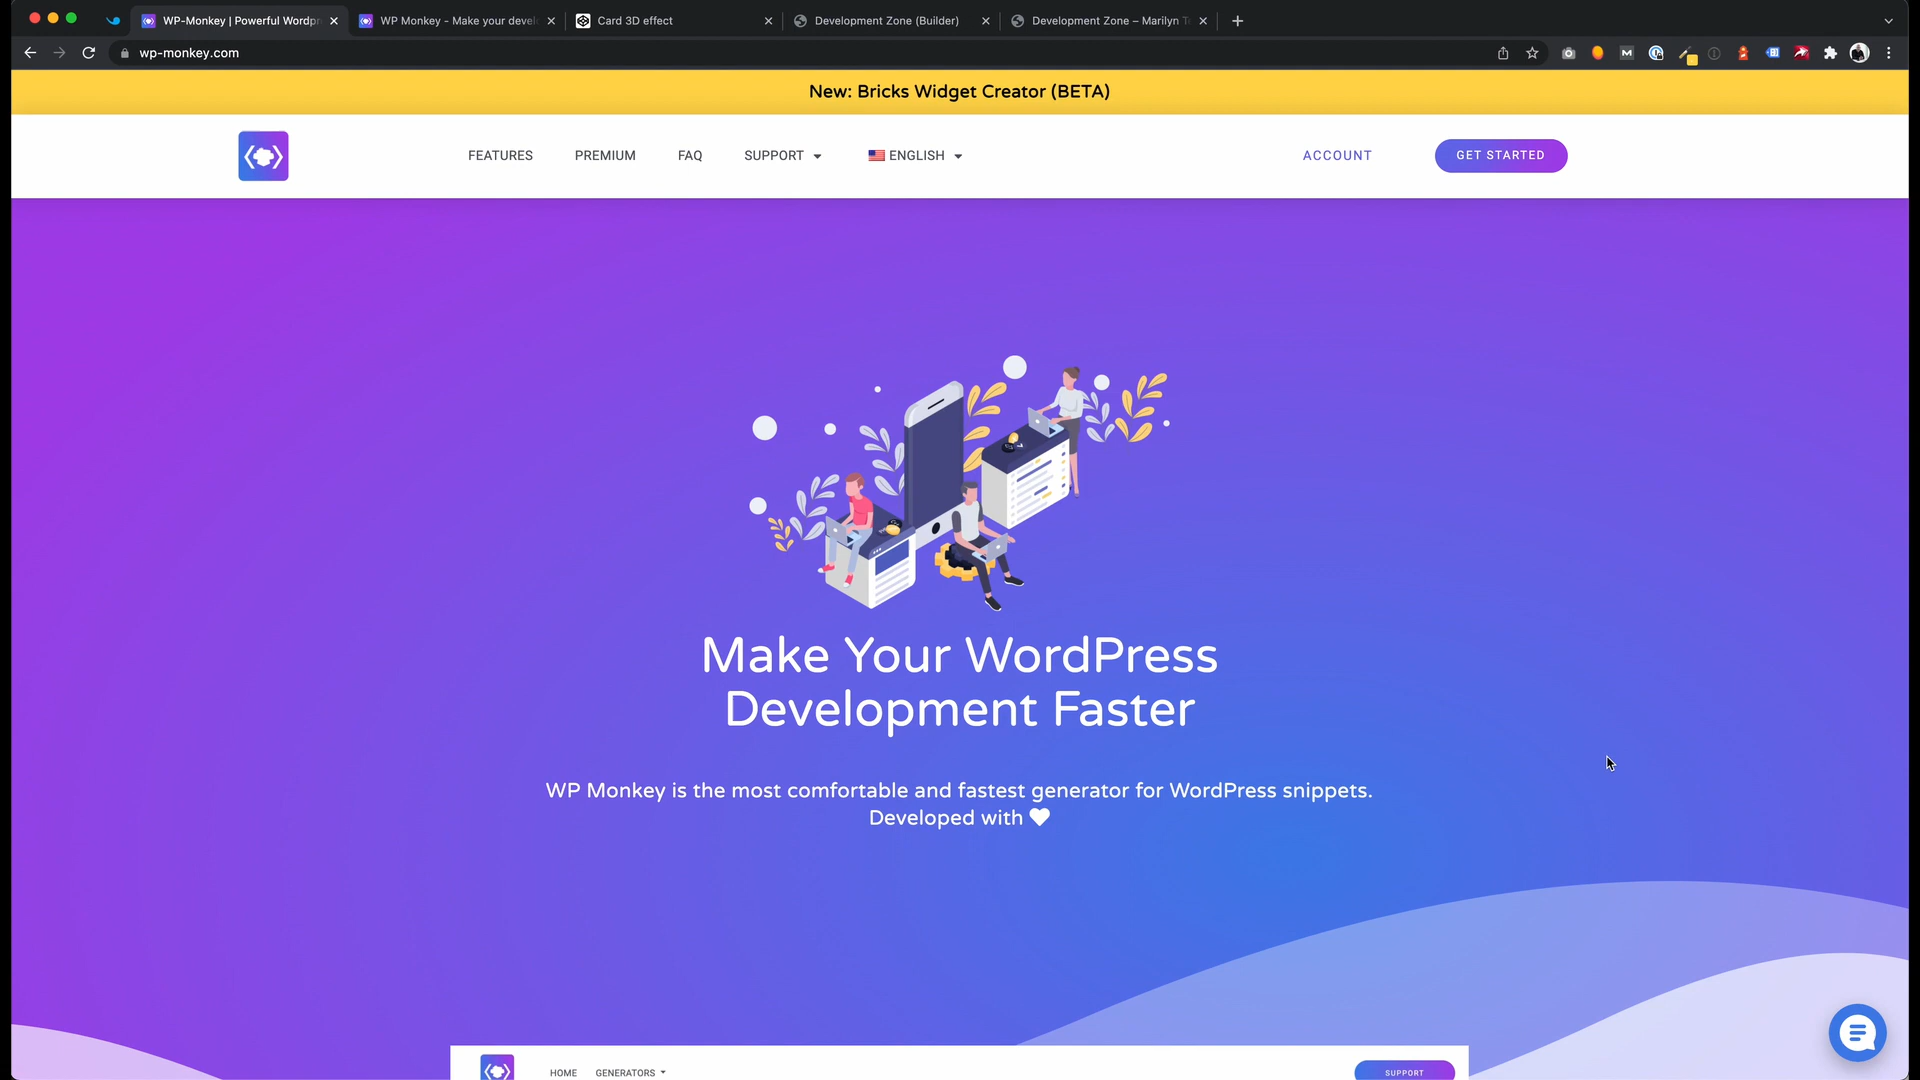 WP-Monkey | Powerful Wordpr
WP Monkey - Make your devel
Card 3D effect
Development Zone (Builder)
Development Zone – Marilyn T
wp-monkey.com
New: Bricks Widget Creator (BETA)
FEATURES
PREMIUM
FAQ
SUPPORT
ENGLISH
ACCOUNT
GET STARTED
Make Your WordPress
Development Faster
WP Monkey is the most comfortable and fastest generator for WordPress snippets.
Developed with
HOME
GENERATORS
SUPPORT